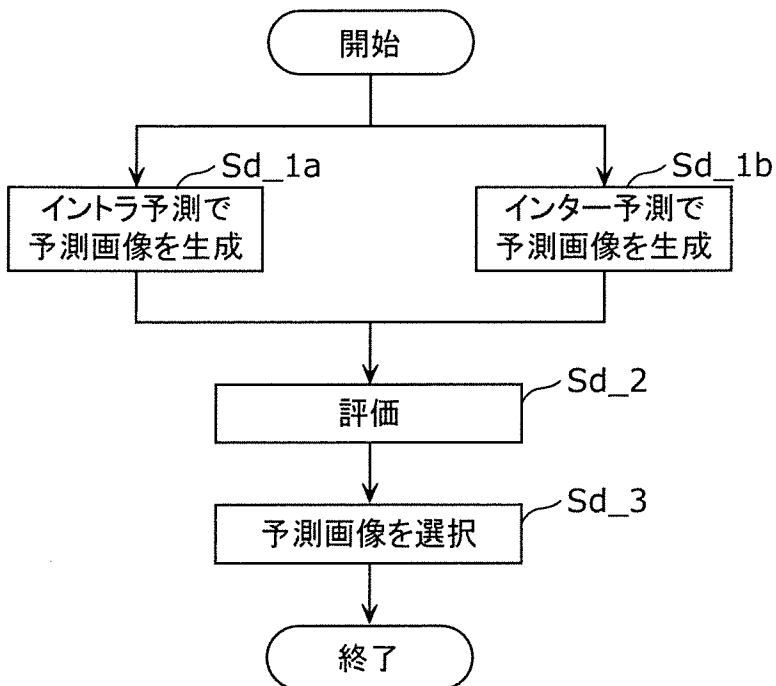 開始
Sd_1a
イントラ予測で
予測画像を生成
Sd_1b
インター予測で
予測画像を生成
Sd_2
評価
Sd_3
予測画像を選択
終了